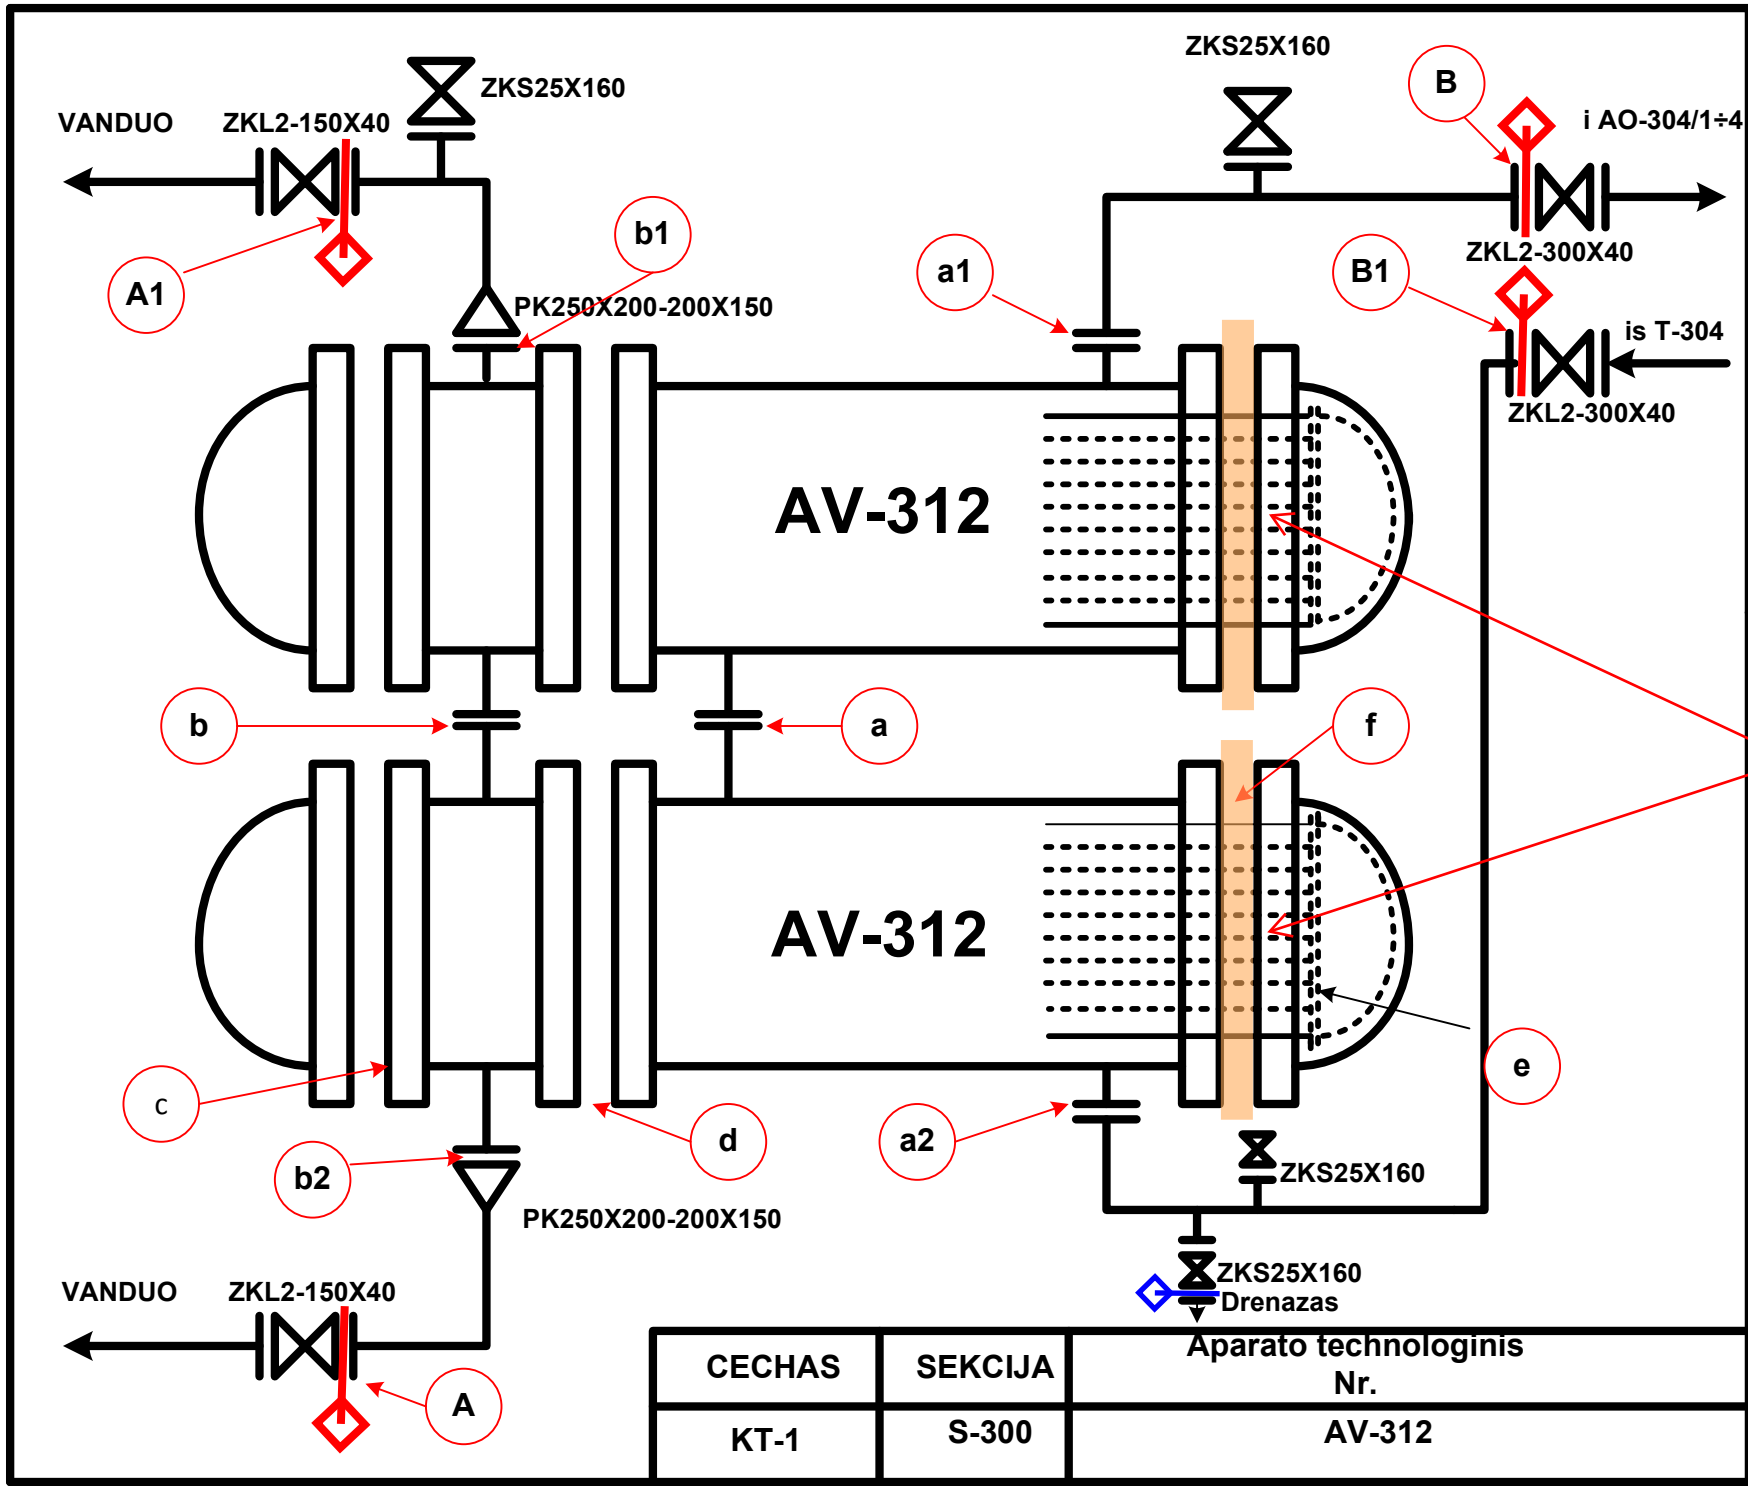 ZKS25X160
ZKS25X160
B
VANDUO
ZKL2-150X40
i AO-304/1÷4
b1
a1
A1
ZKL2-300X40
B1
PK250X200-200X150
is T-304
ZKL2-300X40
AV-312
b
a
f
AV-312
e
c
d
a2
b2
ZKS25X160
PK250X200-200X150
VANDUO
ZKL2-150X40
ZKS25X160
Drenazas
A
CECHAS
SEKCIJA
Aparato technologinis
Nr.
KT-1
S-300
AV-312